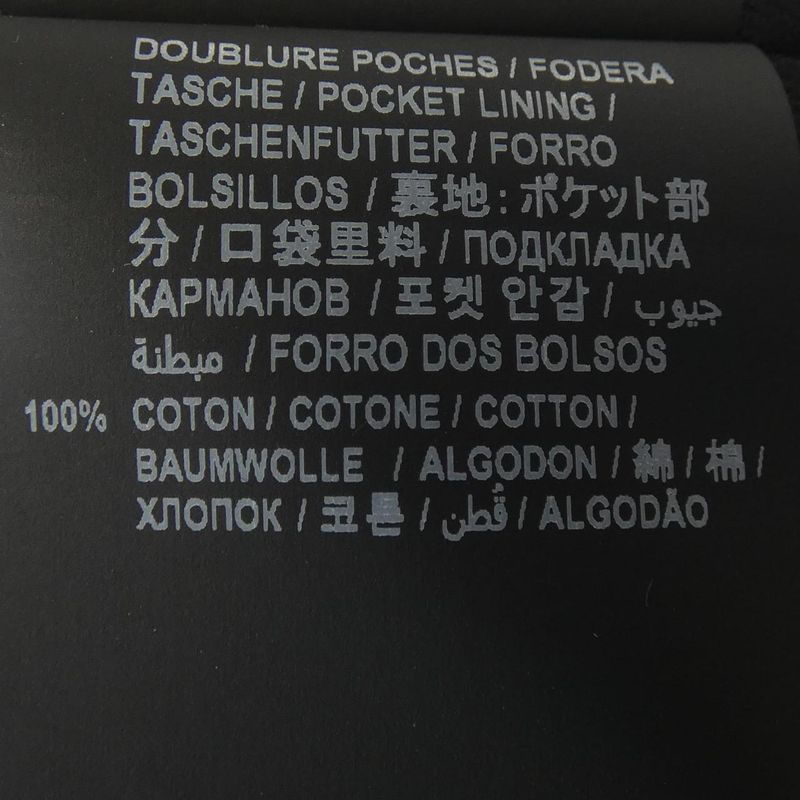 DOUBLURE POCHES / FODERA
TASCHE / POCKET LINING /
TASCHENFUTTER / FORRO
BOLSILLOS / 裏地：ポケット部
分 / 口袋里料 / ПОДКЛАДКА
КАРМАНОВ / 포켓 안감 / جيوب
مبطنة / FORRO DOS BOLSOS
100% COTON / COTONE / COTTON /
BAUMWOLLE / ALGODON / 綿 / 棉 /
ХЛОПОК / 코튼 / قُطن / ALGODÃO